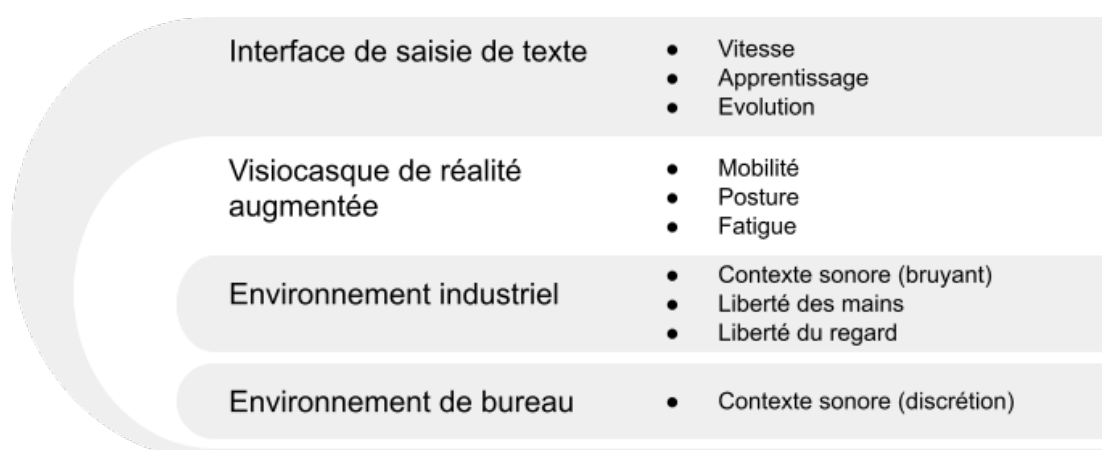 Interface de saisie de texte
● Vitesse
● Apprentissage
● Evolution
Visiocasque de réalité
augmentée
● Mobilité
● Posture
● Fatigue
Environnement industriel
● Contexte sonore (bruyant)
● Liberté des mains
● Liberté du regard
Environnement de bureau
● Contexte sonore (discrétion)